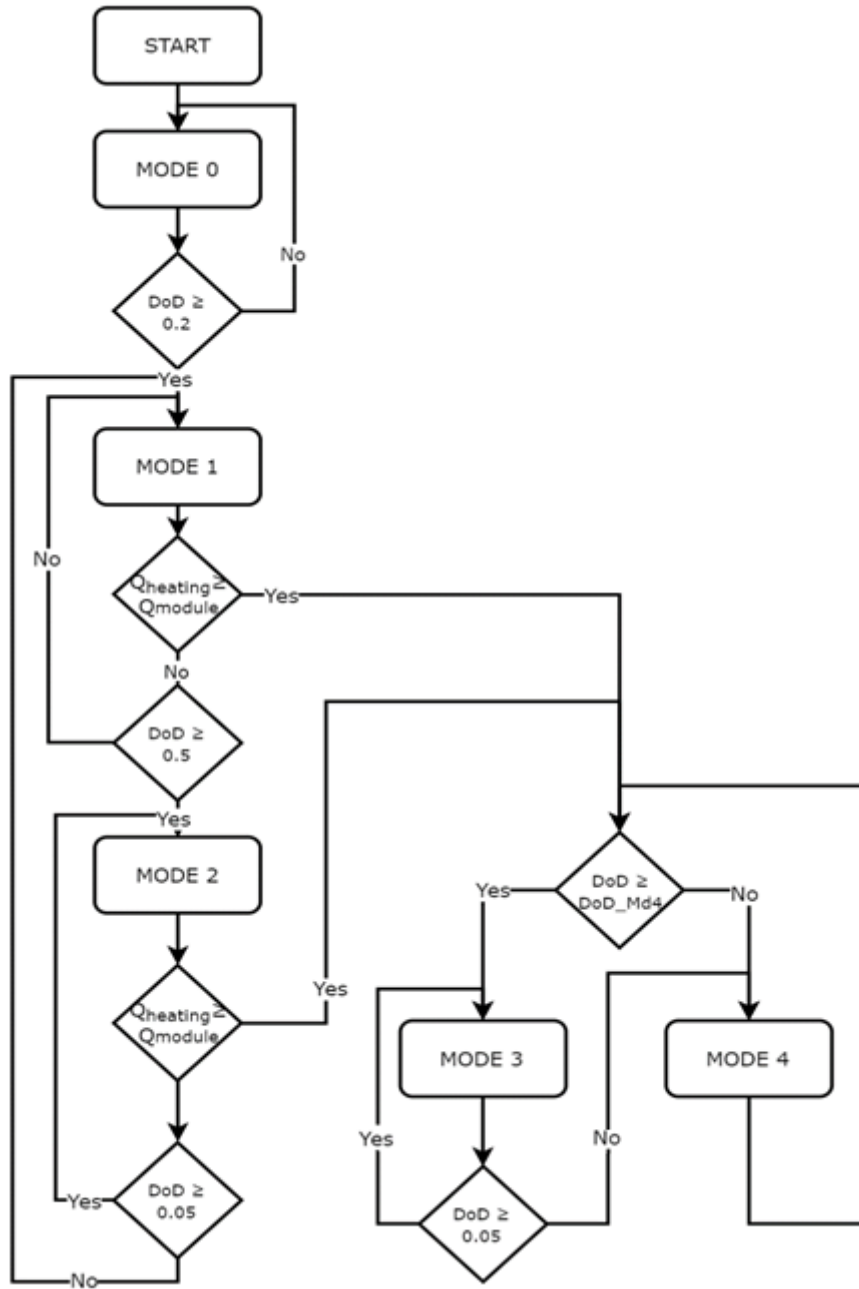 START
MODE 0
No
DoD ≥
0.2
Yes
MODE 1
No
Qheating ≥
Qmodule
Yes
No
DoD ≥
0.5
Yes
MODE 2
DoD ≥
DoD_Md4
Yes
No
Qheating ≥
Qmodule
Yes
MODE 3
MODE 4
Yes
No
DoD ≥
0.05
Yes
DoD ≥
0.05
No